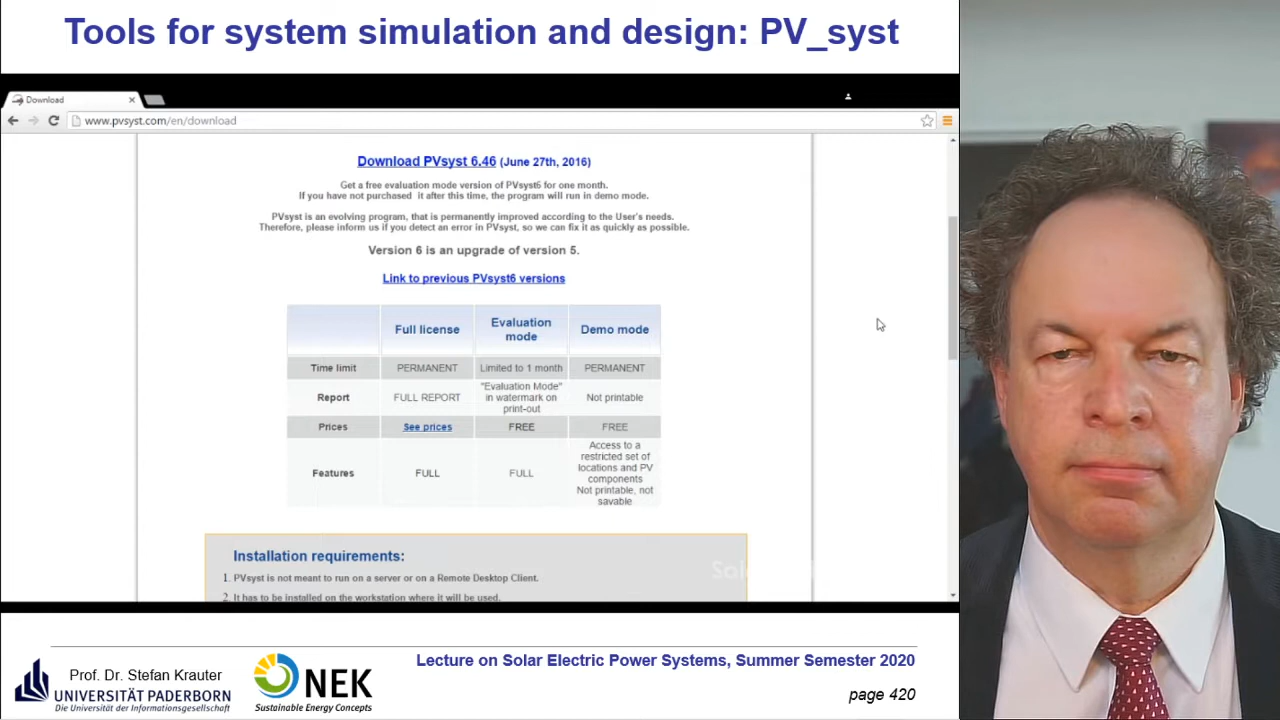 Tools for system simulation and design: PV_syst
Download
www.pvsyst.com/en/download
Download PVsyst 6.46 (June 27th, 2016)
Get a free evaluation mode version of PVsyst6 for one month.
If you have not purchased it after this time, the program will run in demo mode.
PVsyst is an evolving program, that is permanently improved according to the User's needs.
Therefore, please inform us if you detect an error in PVsyst, so we can fix it as quickly as possible.
Version 6 is an upgrade of version 5.
Link to previous PVsyst6 versions
Full license
Evaluation
mode
Demo mode
Time limit
PERMANENT
Limited to 1 month
PERMANENT
Report
FULL REPORT
"Evaluation Mode"
in watermark on
print-out
Not printable
Prices
See prices
FREE
FREE
Features
FULL
FULL
Access to a
restricted set of
locations and PV
components
Not printable, not
savable
Installation requirements:
1. PVsyst is not meant to run on a server or on a Remote Desktop Client.
2. It has to be installed on the workstation where it will be used.
Prof. Dr. Stefan Krauter
UNIVERSITÄT PADERBORN
Die Universität der Informationsgesellschaft
NEK
Sustainable Energy Concepts
Lecture on Solar Electric Power Systems, Summer Semester 2020
page 420